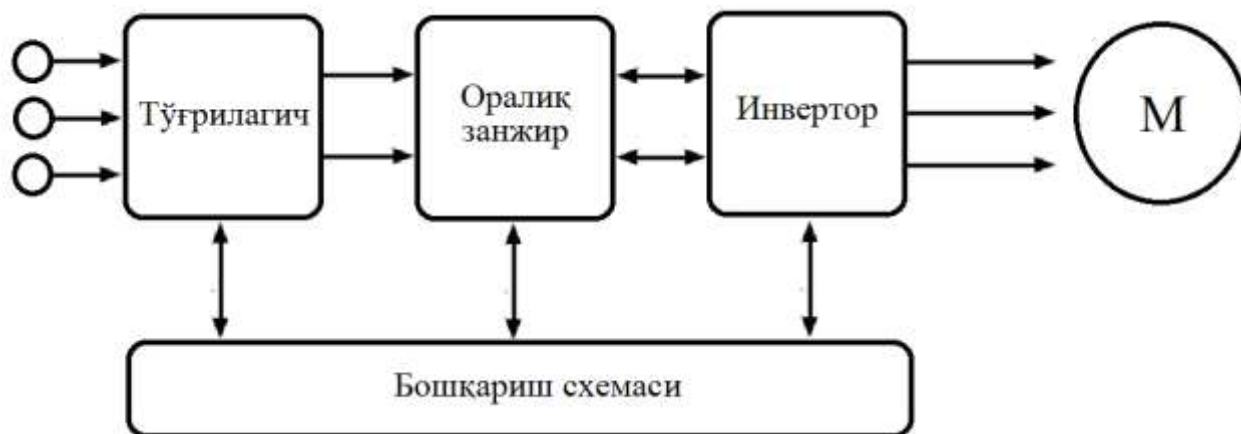 Тўғрилагич
Оралиқ
занжир
Инвертор
М
Бошқариш схемаси